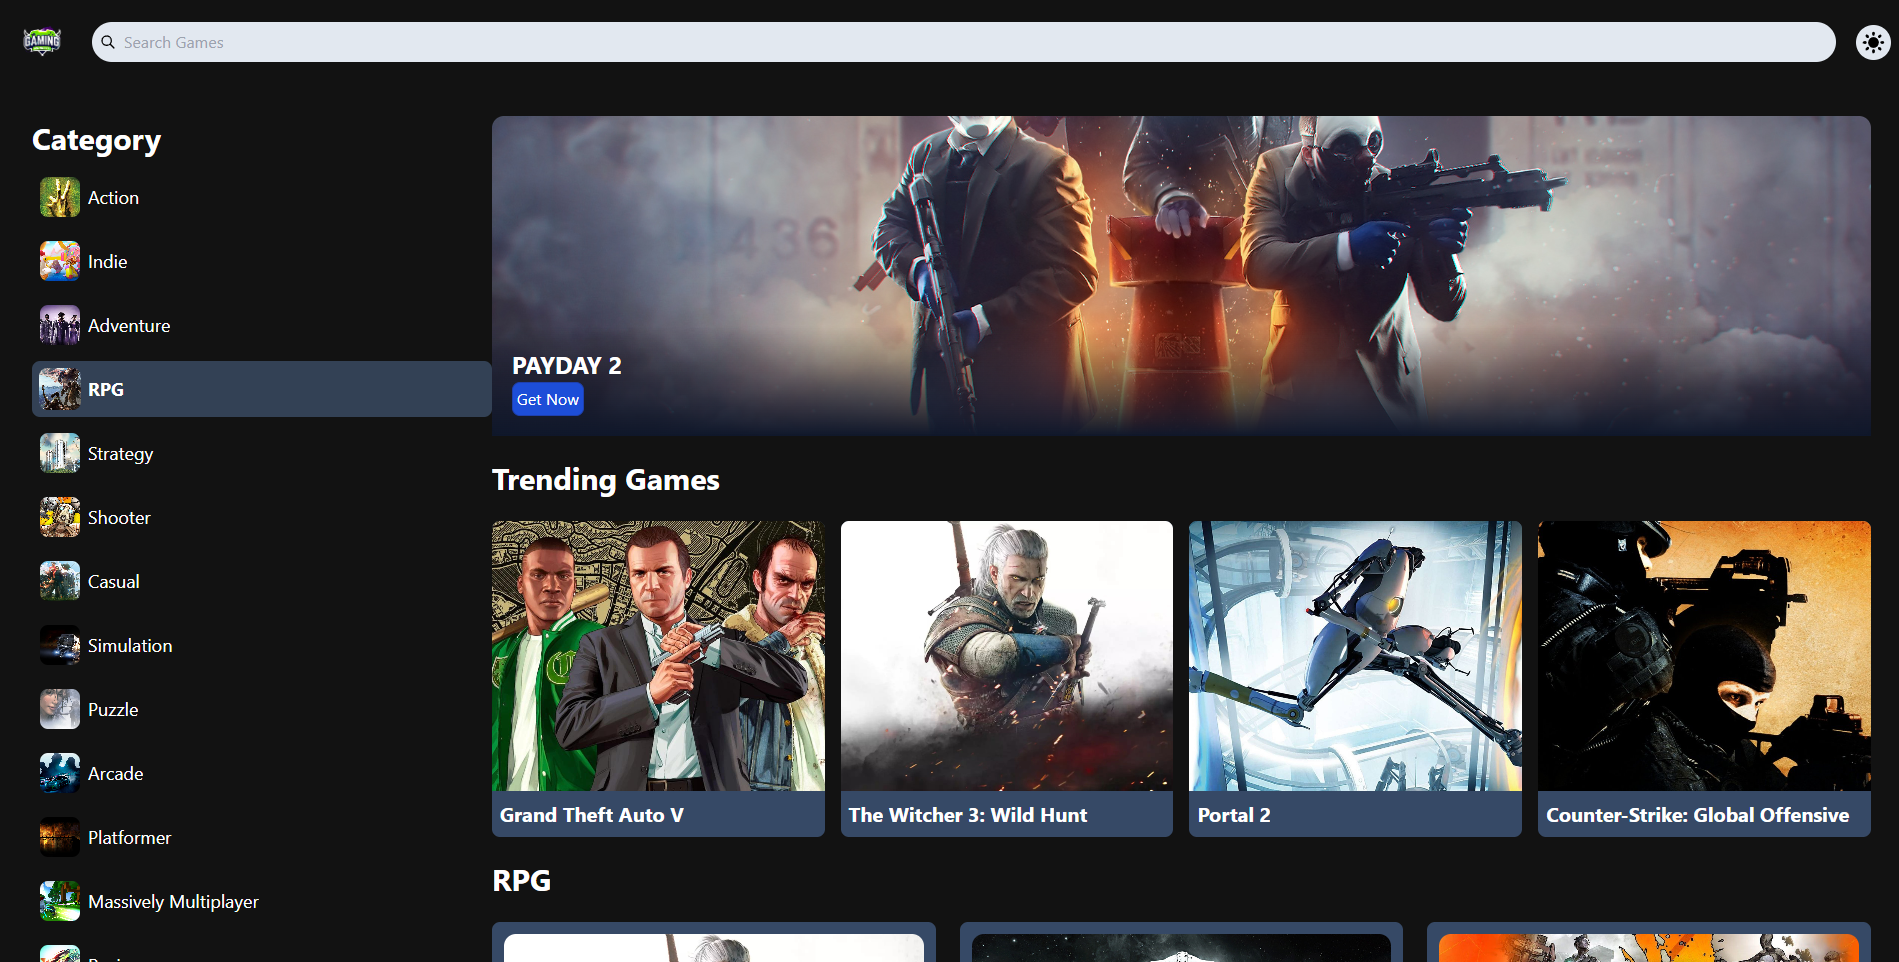 GAMING
Search Games
Category
Action
Indie
Adventure
RPG
Strategy
Shooter
Casual
Simulation
Puzzle
Arcade
Platformer
Massively Multiplayer
436
PAYDAY 2
Get Now
Trending Games
Grand Theft Auto V
The Witcher 3: Wild Hunt
Portal 2
Counter-Strike: Global Offensive
RPG